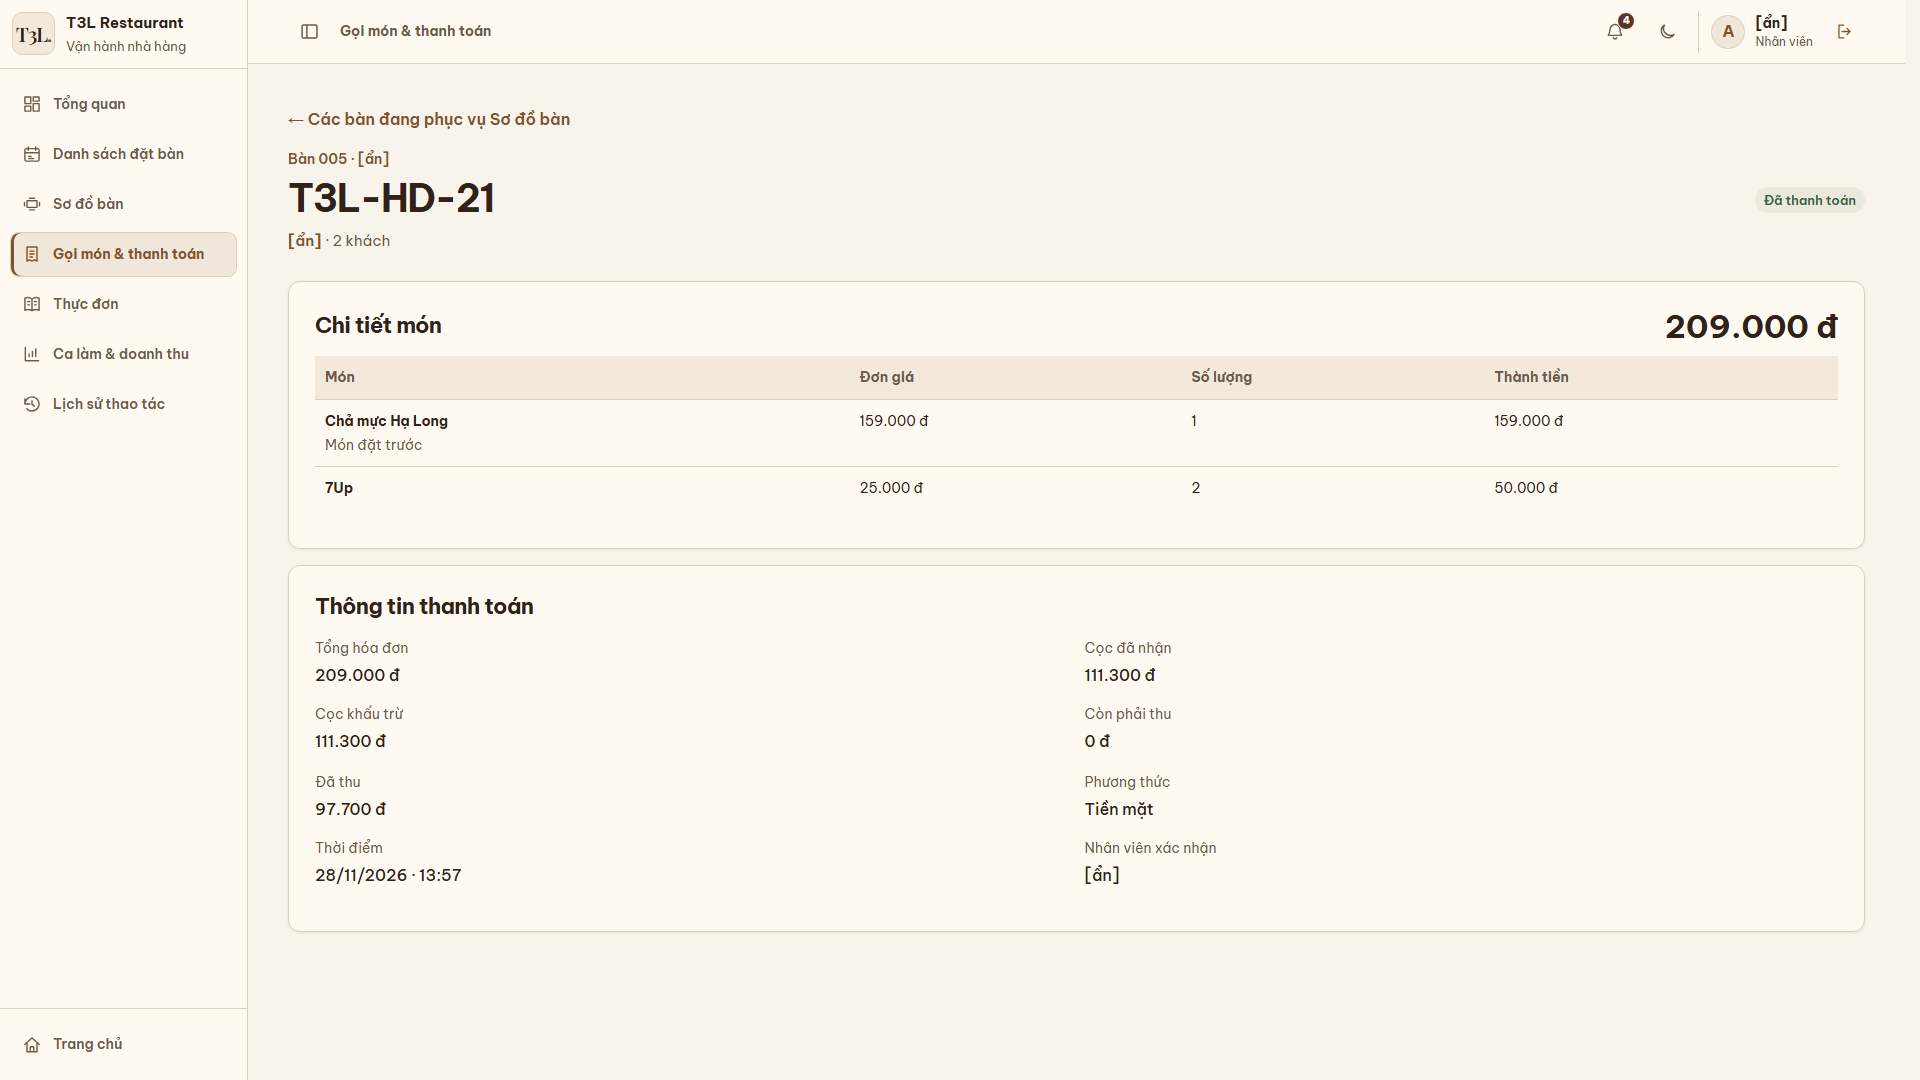 T3L
T3L Restaurant
Vận hành nhà hàng
Tổng quan
Danh sách đặt bàn
Sơ đồ bàn
Gọi món & thanh toán
Thực đơn
Ca làm & doanh thu
Lịch sử thao tác
Trang chủ
Gọi món & thanh toán
4
A
[ẩn]
Nhân viên
← Các bàn đang phục vụ Sơ đồ bàn
Bàn 005 · [ẩn]
T3L-HD-21
Đã thanh toán
[ẩn] · 2 khách
Chi tiết món
209.000 đ
Món Đơn giá Số lượng Thành tiền
Chả mực Hạ Long 159.000 đ 1 159.000 đ
Món đặt trước
7Up 25.000 đ 2 50.000 đ
Thông tin thanh toán
Tổng hóa đơn
209.000 đ
Cọc đã nhận
111.300 đ
Cọc khấu trừ
111.300 đ
Còn phải thu
0 đ
Đã thu
97.700 đ
Phương thức
Tiền mặt
Thời điểm
28/11/2026 · 13:57
Nhân viên xác nhận
[ẩn]